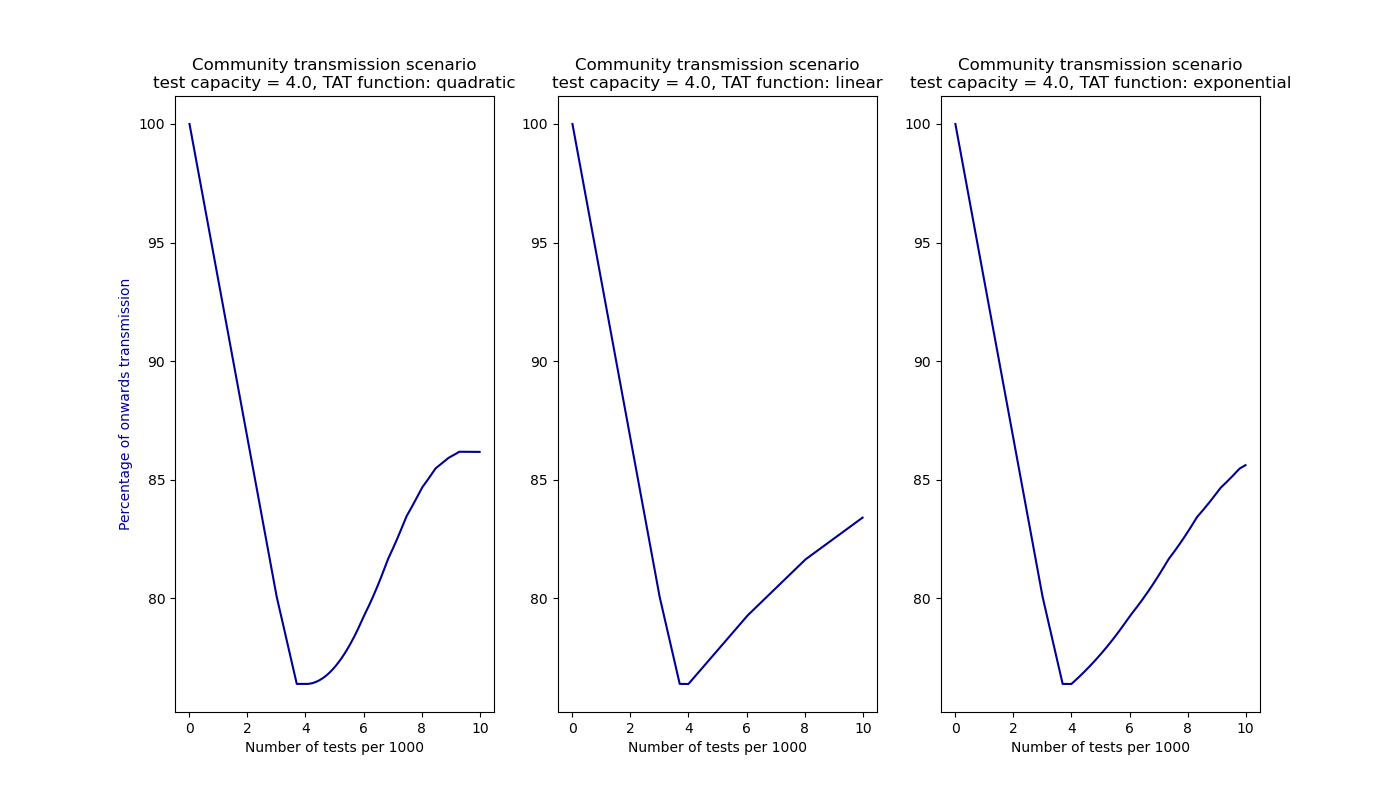 Community transmission scenario
test capacity = 4.0, TAT function: quadratic
Percentage of onwards transmission
100
95
90
85
80
0 2 4 6 8 10
Number of tests per 1000
Community transmission scenario
test capacity = 4.0, TAT function: linear
100
95
90
85
80
0 2 4 6 8 10
Number of tests per 1000
Community transmission scenario
test capacity = 4.0, TAT function: exponential
100
95
90
85
80
0 2 4 6 8 10
Number of tests per 1000